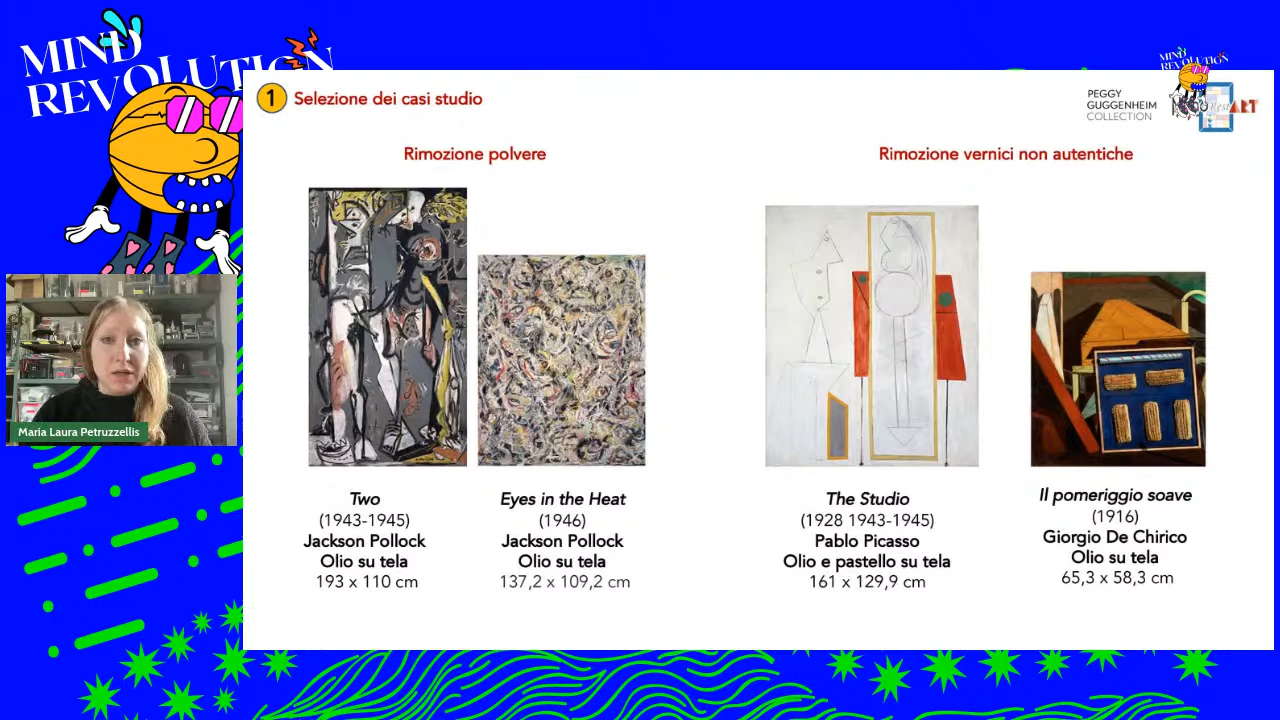 MIND
REVOLUTION
1 Selezione dei casi studio
PEGGY
GUGGENHEIM
COLLECTION
MIND
REVOLUTION
ART
Rimozione polvere
Rimozione vernici non autentiche
Two
(1943-1945)
Jackson Pollock
Olio su tela
193 x 110 cm
Eyes in the Heat
(1946)
Jackson Pollock
Olio su tela
137,2 x 109,2 cm
The Studio
(1928 1943-1945)
Pablo Picasso
Olio e pastello su tela
161 x 129,9 cm
Il pomeriggio soave
(1916)
Giorgio De Chirico
Olio su tela
65,3 x 58,3 cm
Maria Laura Petruzzellis